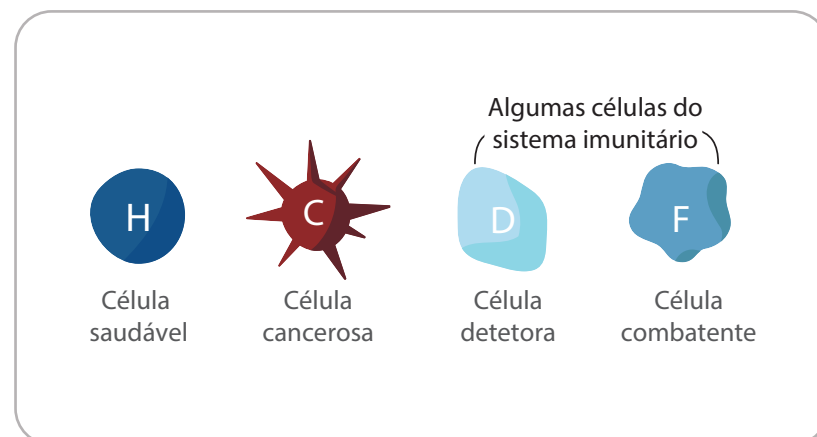 Algumas células do
sistema imunitário
H
C
D
F
Célula
saudável
Célula
cancerosa
Célula
detetora
Célula
combatente